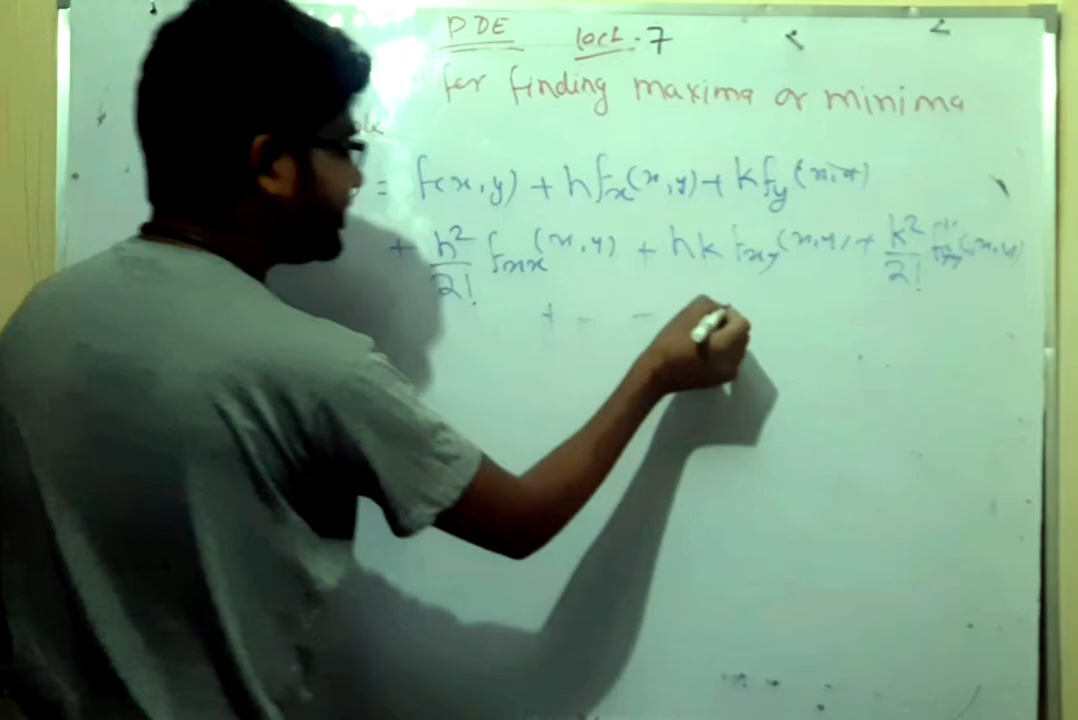 PDE lect. 7
for finding maxima or minima
= f(x,y) + hfx(x,y) + kfy(x,y)
+ h²/2! fxx(x,y) + hk fxy(x,y) + k²/2! fyy(x,y)
+ - -